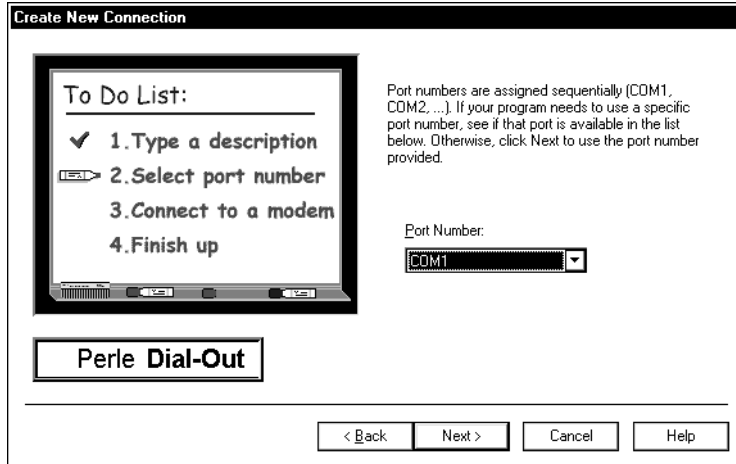 Create New Connection
To Do List:
1.Type a description
2.Select port number
3.Connect to a modem
4.Finish up
Perle Dial-Out
Port numbers are assigned sequentially (COM1,
COM2, ...). If your program needs to use a specific
port number, see if that port is available in the list
below. Otherwise, click Next to use the port number
provided.
Port Number:
COM1
< Back
Next >
Cancel
Help